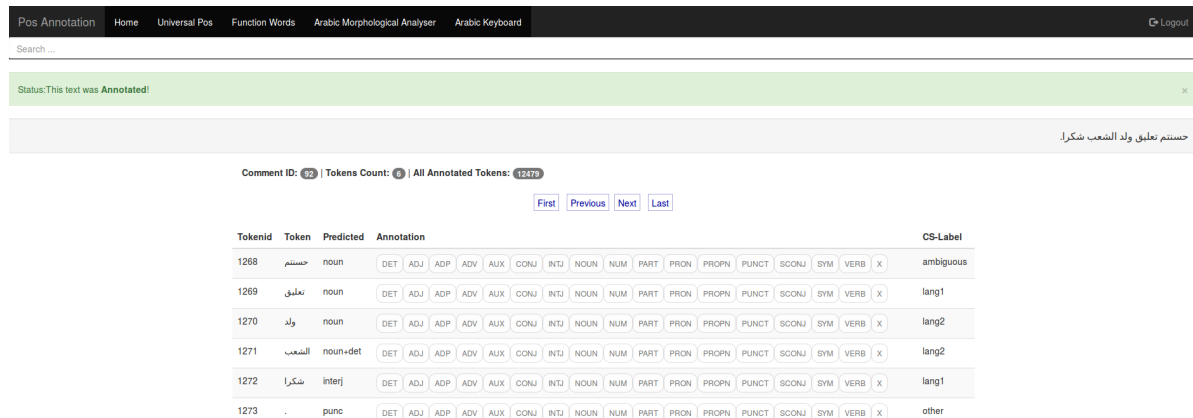 Pos Annotation Home Universal Pos Function Words Arabic Morphological Analyser Arabic Keyboard Logout
Search ...
Status:This text was Annotated! ×
حسنتم تعليق ولد الشعب شكرا.
Comment ID: 92 | Tokens Count: 6 | All Annotated Tokens: 12479
First Previous Next Last
Tokenid Token Predicted Annotation CS-Label
1268 حسنتم noun DET ADJ ADP ADV AUX CONJ INTJ NOUN NUM PART PRON PROPN PUNCT SCONJ SYM VERB X ambiguous
1269 تعليق noun DET ADJ ADP ADV AUX CONJ INTJ NOUN NUM PART PRON PROPN PUNCT SCONJ SYM VERB X lang1
1270 ولد noun DET ADJ ADP ADV AUX CONJ INTJ NOUN NUM PART PRON PROPN PUNCT SCONJ SYM VERB X lang2
1271 الشعب noun+det DET ADJ ADP ADV AUX CONJ INTJ NOUN NUM PART PRON PROPN PUNCT SCONJ SYM VERB X lang2
1272 شكرا interj DET ADJ ADP ADV AUX CONJ INTJ NOUN NUM PART PRON PROPN PUNCT SCONJ SYM VERB X lang1
1273 . punc DET ADJ ADP ADV AUX CONJ INTJ NOUN NUM PART PRON PROPN PUNCT SCONJ SYM VERB X other